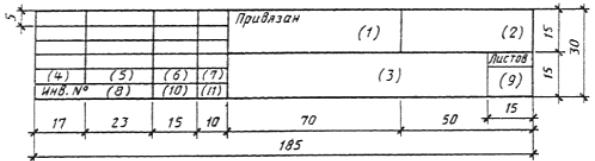 5 Привязан (1) (2) 15 30
Листов
(4) (5) (6) (7) (3) (9) 15
Инв. № (8) (10) (11)
15
17 23 15 10 70 50
185